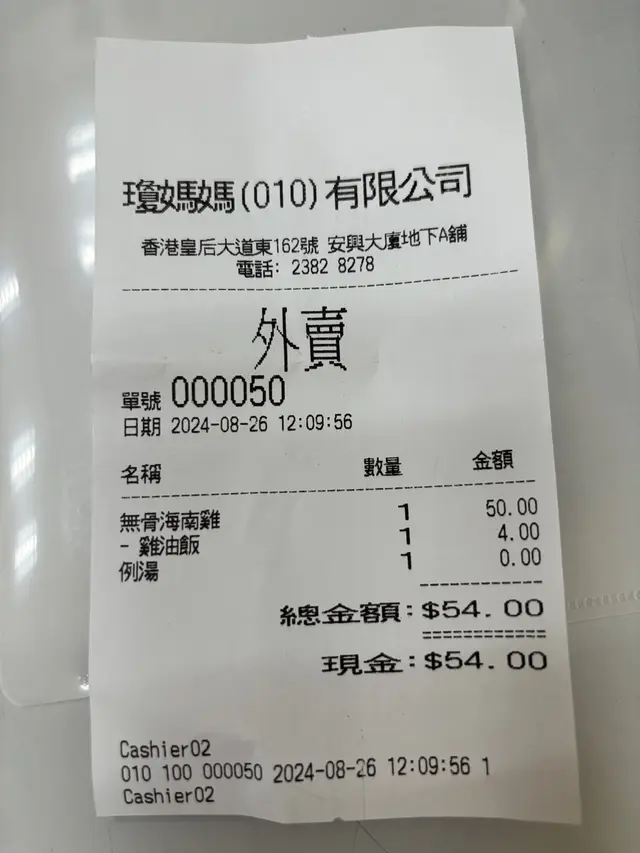 瓊媽媽(010)有限公司
香港皇后大道東162號 安興大廈地下A舖
電話: 2382 8278
外賣
單號 000050
日期 2024-08-26 12:09:56
名稱 數量 金額
無骨海南雞 1 50.00
- 雞油飯 1 4.00
例湯 1 0.00
總金額:$54.00
現金:$54.00
Cashier02
010 100 000050 2024-08-26 12:09:56 1
Cashier02